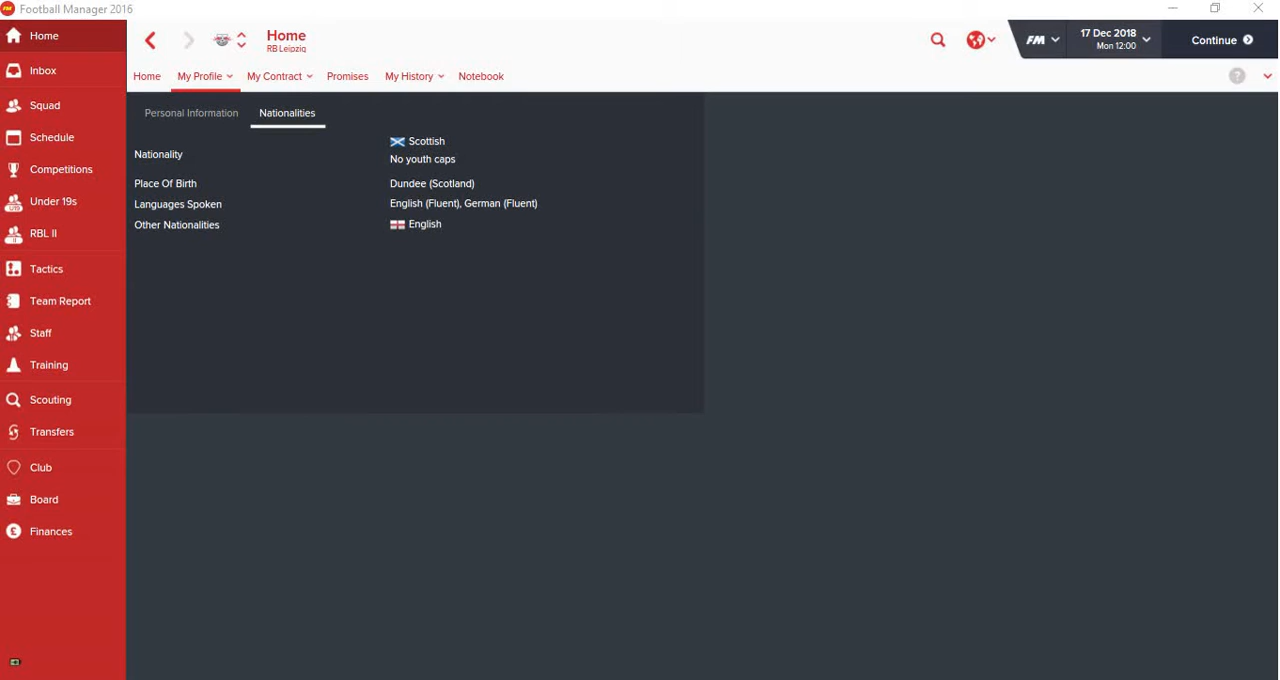 Football Manager 2016
Home
Inbox
Squad
Schedule
Competitions
Under 19s
RBL II
Tactics
Team Report
Staff
Training
Scouting
Transfers
Club
Board
Finances
Home
RB Leipzig
FM
17 Dec 2018
Mon 12:00
Continue
Home My Profile My Contract Promises My History Notebook
Personal Information Nationalities
Nationality Scottish
No youth caps
Place Of Birth Dundee (Scotland)
Languages Spoken English (Fluent), German (Fluent)
Other Nationalities English